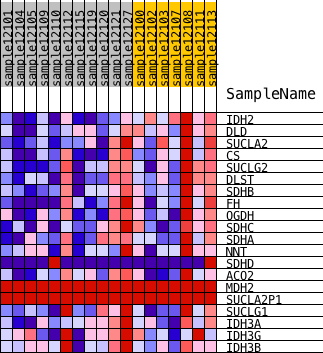 sample12101
sample12104
sample12105
sample12109
sample12112
sample12115
sample12119
sample12120
sample12121
sample12127
sample12100
sample12102
sample12103
sample12107
sample12108
sample12111
sample12113
SampleName
IDH2
DLD
SUCLA2
CS
SUCLG2
DLST
SDHB
FH
OGDH
SDHC
SDHA
NNT
SDHD
ACO2
MDH2
SUCLA2P1
SUCLG1
IDH3A
IDH3G
IDH3B